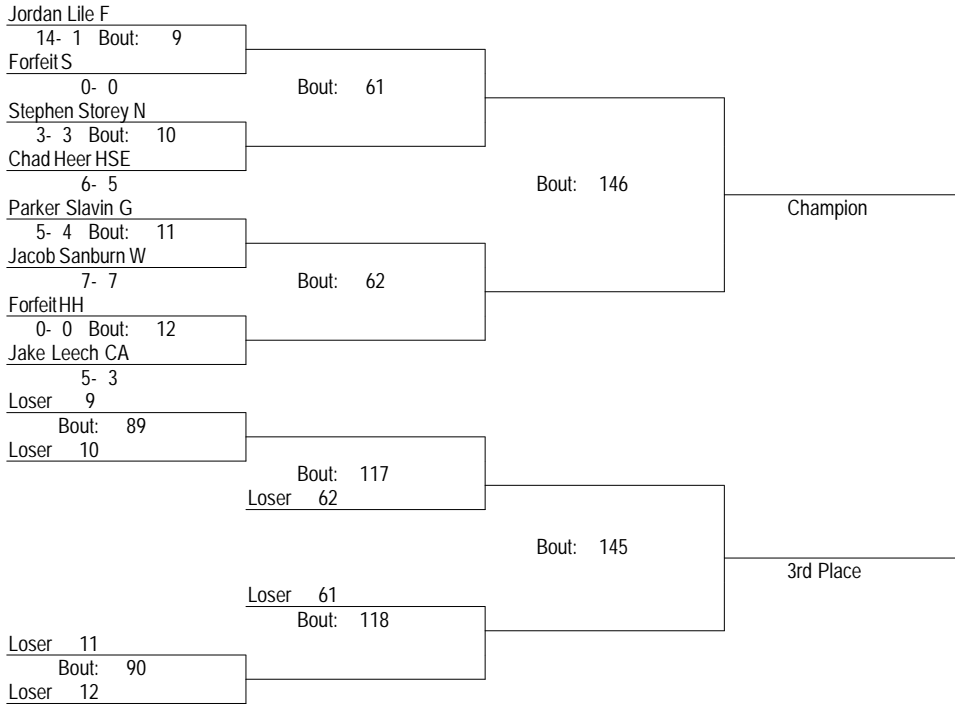 Jordan Lile F
14- 1 Bout: 9
Forfeit S
0- 0
Bout: 61
Stephen Storey N
3- 3 Bout: 10
Chad Heer HSE
6- 5
Bout: 146
Parker Slavin G
Champion
5- 4 Bout: 11
Jacob Sanburn W
7- 7
Bout: 62
Forfeit HH
0- 0 Bout: 12
Jake Leech CA
5- 3
Loser 9
Bout: 89
Loser 10
Bout: 117
Loser 62
Bout: 145
3rd Place
Loser 61
Bout: 118
Loser 11
Bout: 90
Loser 12